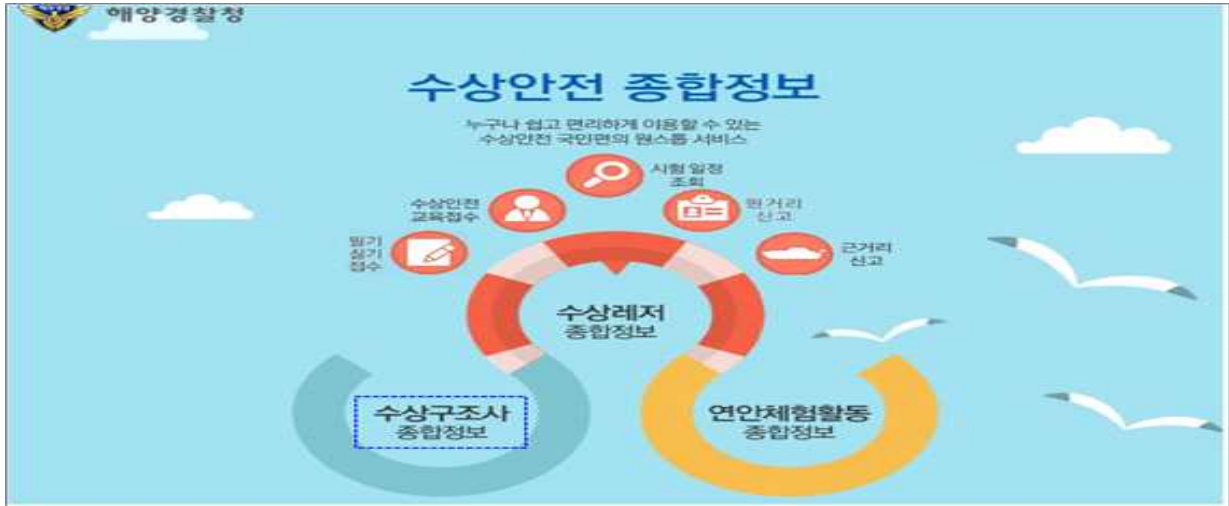 해양경찰청
수상안전 종합정보
누구나 쉽고 편리하게 이용할 수 있는
수상안전 국민편의 원스톱 서비스
시험 일정
조회
수상안전
교육접수
원거리
신고
필기
실기
접수
근거리
신고
수상레저
종합정보
수상구조사
종합정보
연안체험활동
종합정보